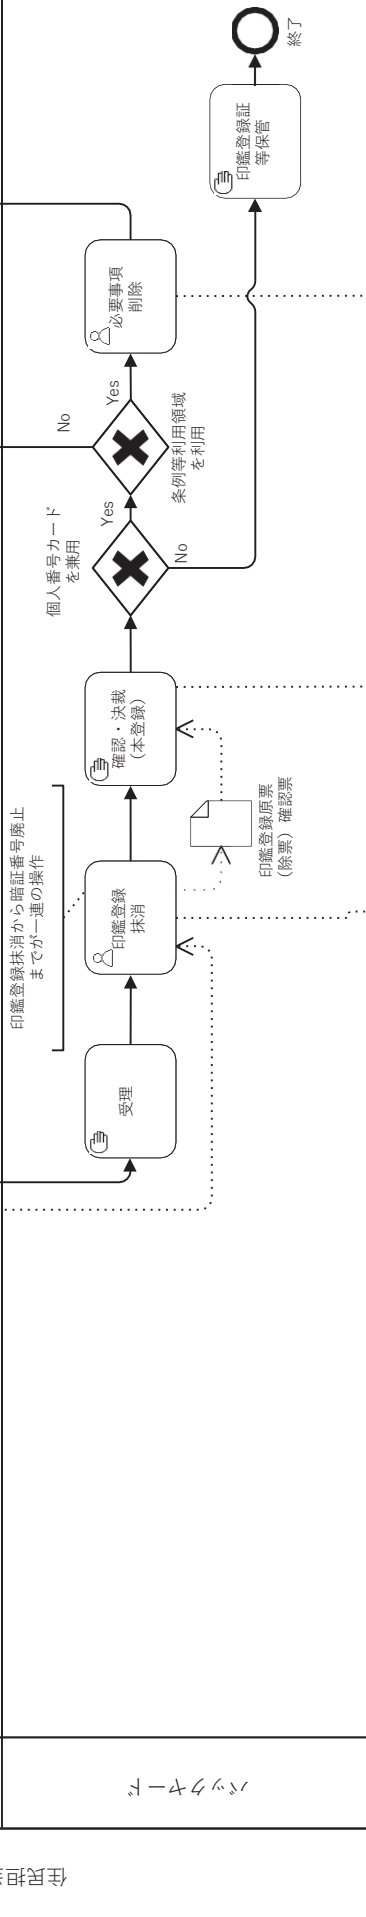 終了
印鑑登録証
等保管
必要事項
削除
Yes
No
条例等利用領域
を利用
Yes
No
個人番号カード
を兼用
確認・決裁
（本登録）
印鑑登録原票
（除票）確認票
印鑑登録抹消から暗証番号廃止
までが一連の操作
印鑑登録
抹消
受理
バックヤード
住民担